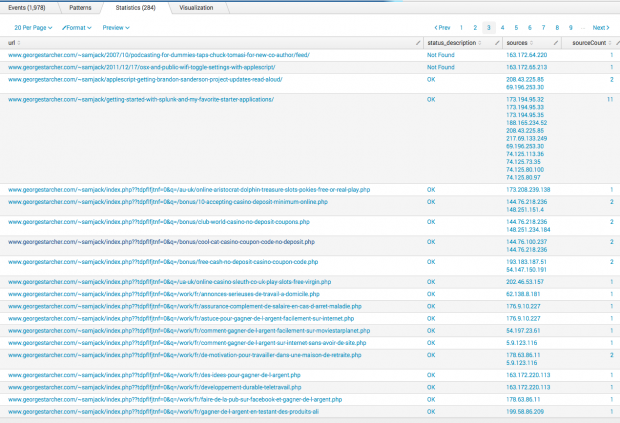 Events (1,978) Patterns Statistics (284) Visualization
20 Per Page Format Preview < Prev 1 2 3 4 5 6 7 8 9 ... Next >
url status_description sources sourceCount
www.georgestarcher.com/~samjack/2007/10/podcasting-for-dummies-taps-chuck-tomasi-for-new-co-author/feed/ Not Found 163.172.64.220 1
www.georgestarcher.com/~samjack/2011/12/17/osx-and-public-wifi-toggle-settings-with-applescript/ Not Found 163.172.65.213 1
www.georgestarcher.com/~samjack/applescript-getting-brandon-sanderson-project-updates-read-aloud/ OK 208.43.225.85 2
69.196.253.30
www.georgestarcher.com/~samjack/getting-started-with-splunk-and-my-favorite-starter-applications/ OK 173.194.95.32 11
173.194.95.33
173.194.95.35
188.165.234.52
208.43.225.85
217.69.133.249
69.196.253.30
74.125.113.36
74.125.73.35
74.125.80.100
74.125.80.97
www.georgestarcher.com/~samjack/index.php??tdpflfjtnf=0&q=/au-uk/online-aristocrat-dolphin-treasure-slots-pokies-free-or-real-play.php OK 173.208.239.138 1
www.georgestarcher.com/~samjack/index.php??tdpflfjtnf=0&q=/bonus/10-accepting-casino-deposit-minimum-online.php OK 144.76.218.236 2
148.251.151.4
www.georgestarcher.com/~samjack/index.php??tdpflfjtnf=0&q=/bonus/club-world-casino-no-deposit-coupons.php OK 144.76.218.236 2
148.251.234.164
www.georgestarcher.com/~samjack/index.php??tdpflfjtnf=0&q=/bonus/cool-cat-casino-coupon-code-no-deposit.php OK 144.76.100.237 2
144.76.218.236
www.georgestarcher.com/~samjack/index.php??tdpflfjtnf=0&q=/bonus/free-cash-no-deposit-casino-coupon-code.php OK 193.183.187.51 2
54.147.150.191
www.georgestarcher.com/~samjack/index.php??tdpflfjtnf=0&q=/ua-uk/online-casino-sleuth-co-uk-play-slots-free-virgin.php OK 202.46.53.157 1
www.georgestarcher.com/~samjack/index.php??tdpflfjtnf=0&q=/work/fr/annonces-serieuses-de-travail-a-domicile.php OK 62.138.8.181 1
www.georgestarcher.com/~samjack/index.php??tdpflfjtnf=0&q=/work/fr/assurance-complement-de-salaire-en-cas-d-arret-maladie.php OK 176.9.10.227 1
www.georgestarcher.com/~samjack/index.php??tdpflfjtnf=0&q=/work/fr/astuce-pour-gagner-de-l-argent-facilement-sur-internet.php OK 176.9.10.227 1
www.georgestarcher.com/~samjack/index.php??tdpflfjtnf=0&q=/work/fr/comment-gagner-de-l-argent-facilement-sur-moviestarplanet.php OK 54.197.23.61 1
www.georgestarcher.com/~samjack/index.php??tdpflfjtnf=0&q=/work/fr/comment-gagner-de-l-argent-sur-internet-sans-avoir-de-site.php OK 5.9.123.116 1
www.georgestarcher.com/~samjack/index.php??tdpflfjtnf=0&q=/work/fr/de-motivation-pour-travailler-dans-une-maison-de-retraite.php OK 178.63.86.11 2
5.9.123.116
www.georgestarcher.com/~samjack/index.php??tdpflfjtnf=0&q=/work/fr/des-idees-pour-gagner-de-l-argent.php OK 163.172.220.113 1
www.georgestarcher.com/~samjack/index.php??tdpflfjtnf=0&q=/work/fr/developpement-durable-teletravail.php OK 163.172.220.113 1
www.georgestarcher.com/~samjack/index.php??tdpflfjtnf=0&q=/work/fr/faire-de-la-pub-sur-facebook-et-gagner-de-l-argent.php OK 178.63.86.11 1
www.georgestarcher.com/~samjack/index.php??tdpflfjtnf=0&q=/work/fr/gagner-de-l-argent-en-testant-des-produits-ali OK 199.58.86.209 1